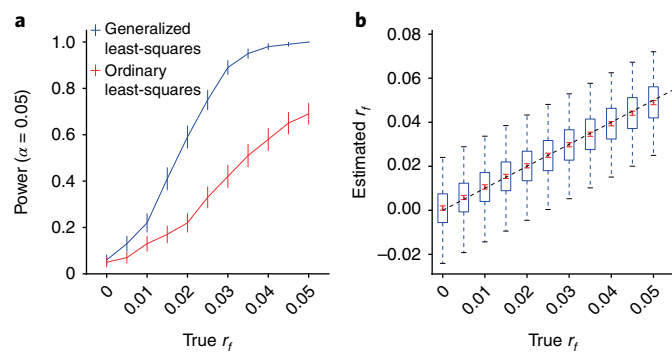 a
Generalized
least-squares
Ordinary
least-squares
Power (α = 0.05)
1.0
0.8
0.6
0.4
0.2
0
0
0.01
0.02
0.03
0.04
0.05
True rf
b
Estimated rf
0.08
0.06
0.04
0.02
0.00
–0.02
0
0.01
0.02
0.03
0.04
0.05
True rf